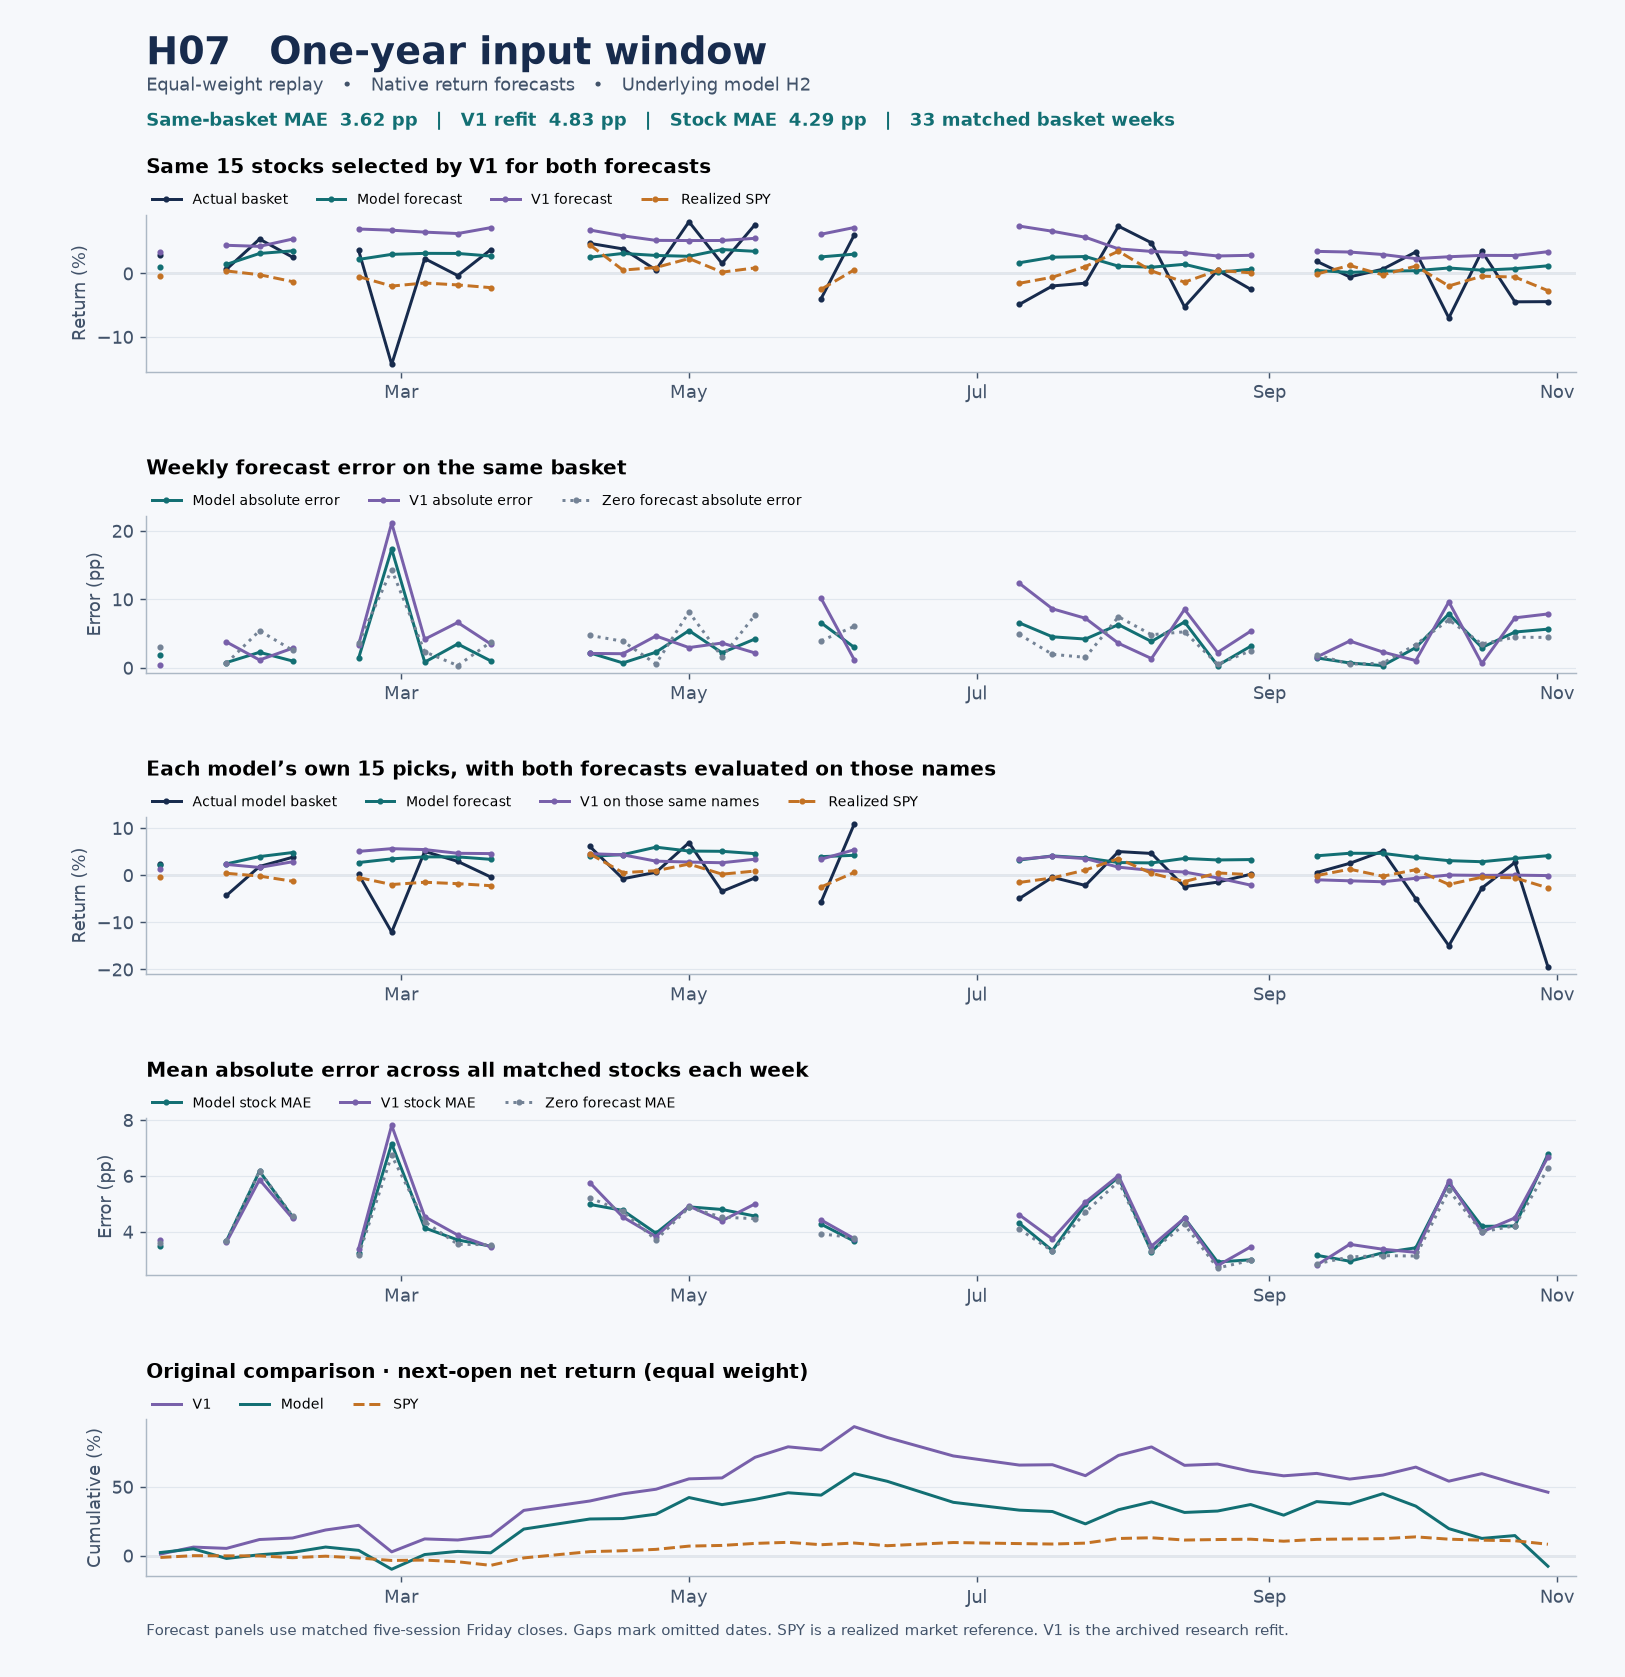 H07   One-year input window
Equal-weight replay   •   Native return forecasts   •   Underlying model H2
Same-basket MAE  3.62 pp   |   V1 refit  4.83 pp   |   Stock MAE  4.29 pp   |   33 matched basket weeks
Same 15 stocks selected by V1 for both forecasts
Actual basket   Model forecast   V1 forecast   Realized SPY
Return (%)
0
−10
Mar   May   Jul   Sep   Nov
Weekly forecast error on the same basket
Model absolute error   V1 absolute error   Zero forecast absolute error
Error (pp)
20
10
0
Mar   May   Jul   Sep   Nov
Each model’s own 15 picks, with both forecasts evaluated on those names
Actual model basket   Model forecast   V1 on those same names   Realized SPY
Return (%)
10
0
−10
−20
Mar   May   Jul   Sep   Nov
Mean absolute error across all matched stocks each week
Model stock MAE   V1 stock MAE   Zero forecast MAE
Error (pp)
8
6
4
Mar   May   Jul   Sep   Nov
Original comparison · next-open net return (equal weight)
V1   Model   SPY
Cumulative (%)
50
0
Mar   May   Jul   Sep   Nov
Forecast panels use matched five-session Friday closes. Gaps mark omitted dates. SPY is a realized market reference. V1 is the archived research refit.